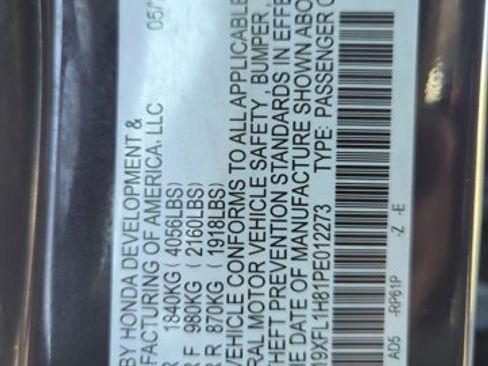 BY HONDA DEVELOPMENT & 05/
FACTURING OF AMERICA, LLC
R 1840KG ( 4056LBS)
R F 980KG ( 2160LBS)
R R 870KG ( 1918LBS)
VEHICLE CONFORMS TO ALL APPLICABLE
RAL MOTOR VEHICLE SAFETY, BUMPER,
THEFT PREVENTION STANDARDS IN EFFE
HE DATE OF MANUFACTURE SHOWN ABO
19XFL1H81PE012273 TYPE: PASSENGER C
AD5 -RP61P -Z -E